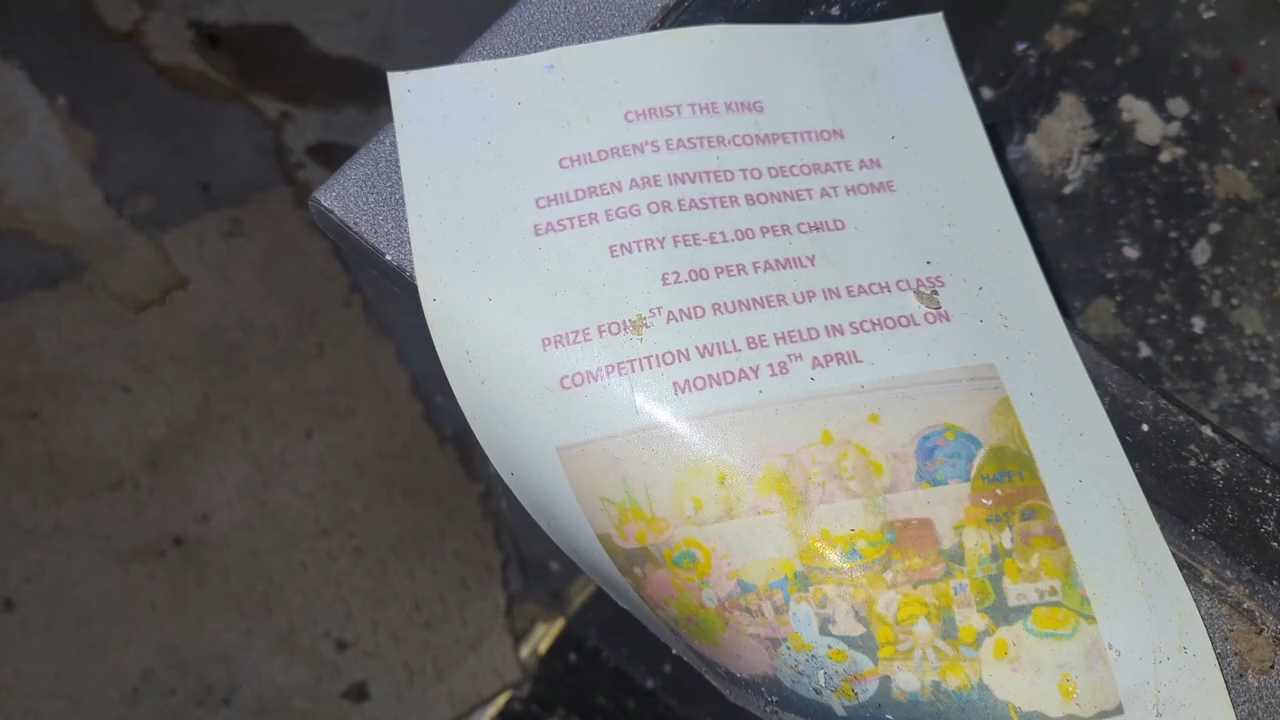 CHRIST THE KING
CHILDREN'S EASTER COMPETITION
CHILDREN ARE INVITED TO DECORATE AN
EASTER EGG OR EASTER BONNET AT HOME
ENTRY FEE-£1.00 PER CHILD
£2.00 PER FAMILY
PRIZE FOR 1ST AND RUNNER UP IN EACH CLASS
COMPETITION WILL BE HELD IN SCHOOL ON
MONDAY 18TH APRIL
HAPPY
EASTER